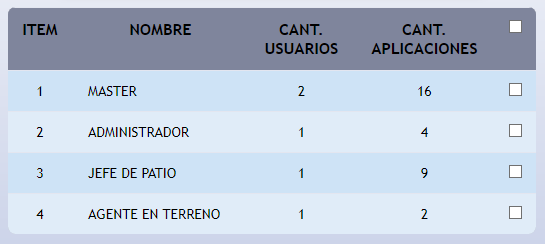 ITEM NOMBRE CANT. USUARIOS CANT. APLICACIONES
1 MASTER 2 16
2 ADMINISTRADOR 1 4
3 JEFE DE PATIO 1 9
4 AGENTE EN TERRENO 1 2